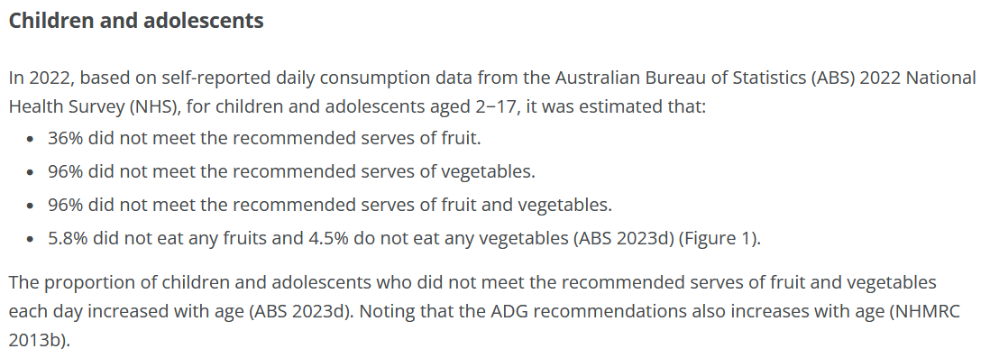 Children and adolescents
In 2022, based on self-reported daily consumption data from the Australian Bureau of Statistics (ABS) 2022 National
Health Survey (NHS), for children and adolescents aged 2−17, it was estimated that:
• 36% did not meet the recommended serves of fruit.
• 96% did not meet the recommended serves of vegetables.
• 96% did not meet the recommended serves of fruit and vegetables.
• 5.8% did not eat any fruits and 4.5% do not eat any vegetables (ABS 2023d) (Figure 1).
The proportion of children and adolescents who did not meet the recommended serves of fruit and vegetables
each day increased with age (ABS 2023d). Noting that the ADG recommendations also increases with age (NHMRC
2013b).